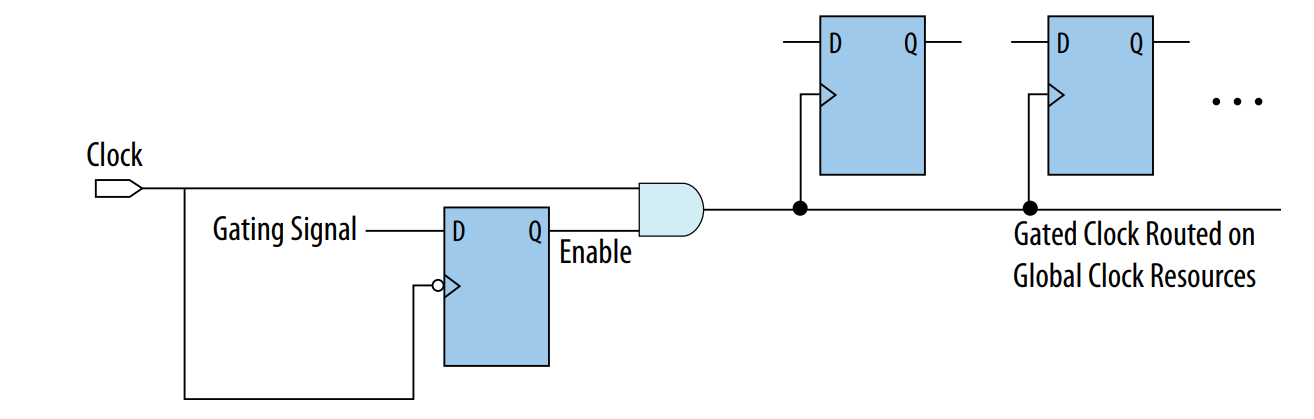 D Q
D Q
Clock
Gating Signal
D Q
Enable
Gated Clock Routed on
Global Clock Resources